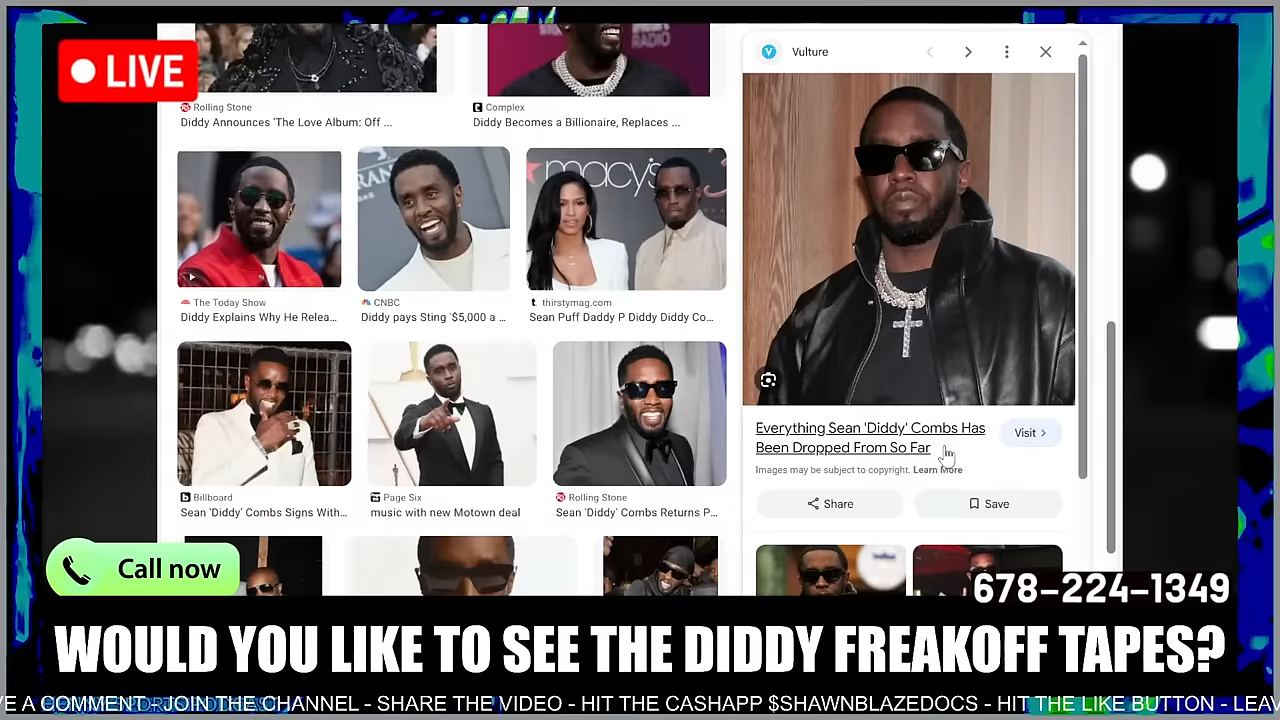 LIVE
Rolling Stone
Diddy Announces 'The Love Album: Off ...
RADIO
Complex
Diddy Becomes a Billionaire, Replaces ...
Vulture
macy's
The Today Show
Diddy Explains Why He Relea...
CNBC
Diddy pays Sting '$5,000 a ...
thirstymag.com
Sean Puff Daddy P Diddy Diddy Co...
Billboard
Sean 'Diddy' Combs Signs With...
Page Six
music with new Motown deal
Rolling Stone
Sean 'Diddy' Combs Returns P...
Everything Sean 'Diddy' Combs Has
Been Dropped From So Far
Visit
Images may be subject to copyright. Learn More
Share
Save
Call now
678-224-1349
WOULD YOU LIKE TO SEE THE DIDDY FREAKOFF TAPES?
VE A COMMENT - JOIN THE CHANNEL - SHARE THE VIDEO - HIT THE CASHAPP $SHAWNBLAZEDOCS - HIT THE LIKE BUTTON - LEAV